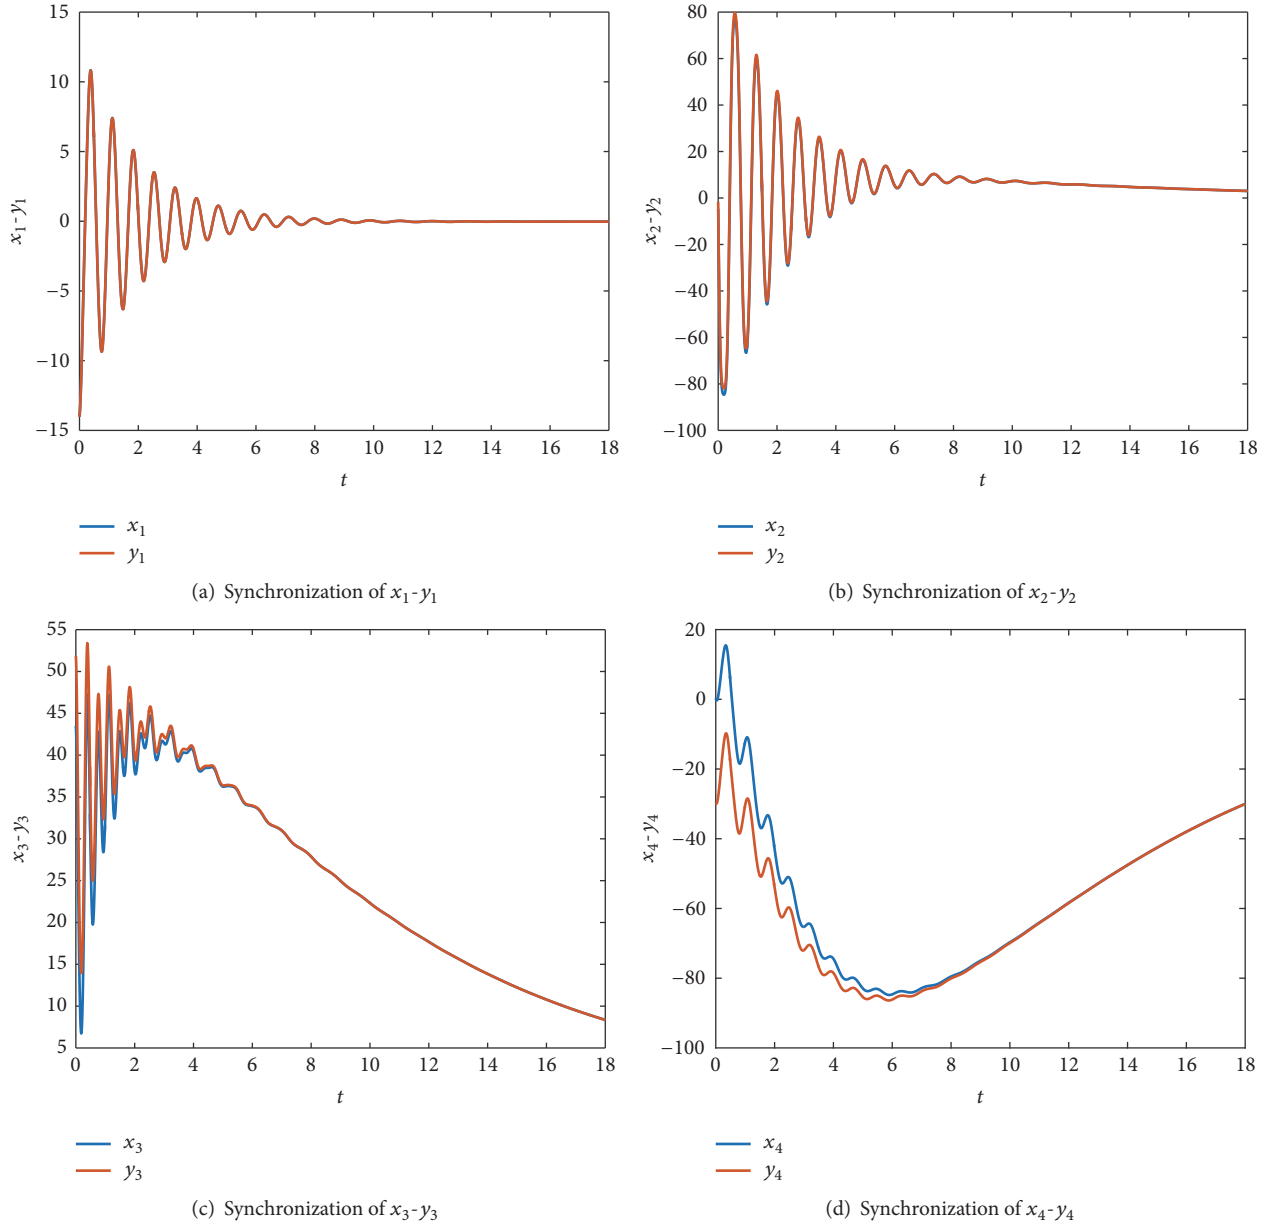 15
10
5
0
−5
−10
−15
x₁-y₁
0 2 4 6 8 10 12 14 16 18
t
x₁
y₁
(a) Synchronization of x₁-y₁
80
60
40
20
0
−20
−40
−60
−80
−100
x₂-y₂
0 2 4 6 8 10 12 14 16 18
t
x₂
y₂
(b) Synchronization of x₂-y₂
55
50
45
40
35
30
25
20
15
10
5
x₃-y₃
0 2 4 6 8 10 12 14 16 18
t
x₃
y₃
(c) Synchronization of x₃-y₃
20
0
−20
−40
−60
−80
−100
x₄-y₄
0 2 4 6 8 10 12 14 16 18
t
x₄
y₄
(d) Synchronization of x₄-y₄